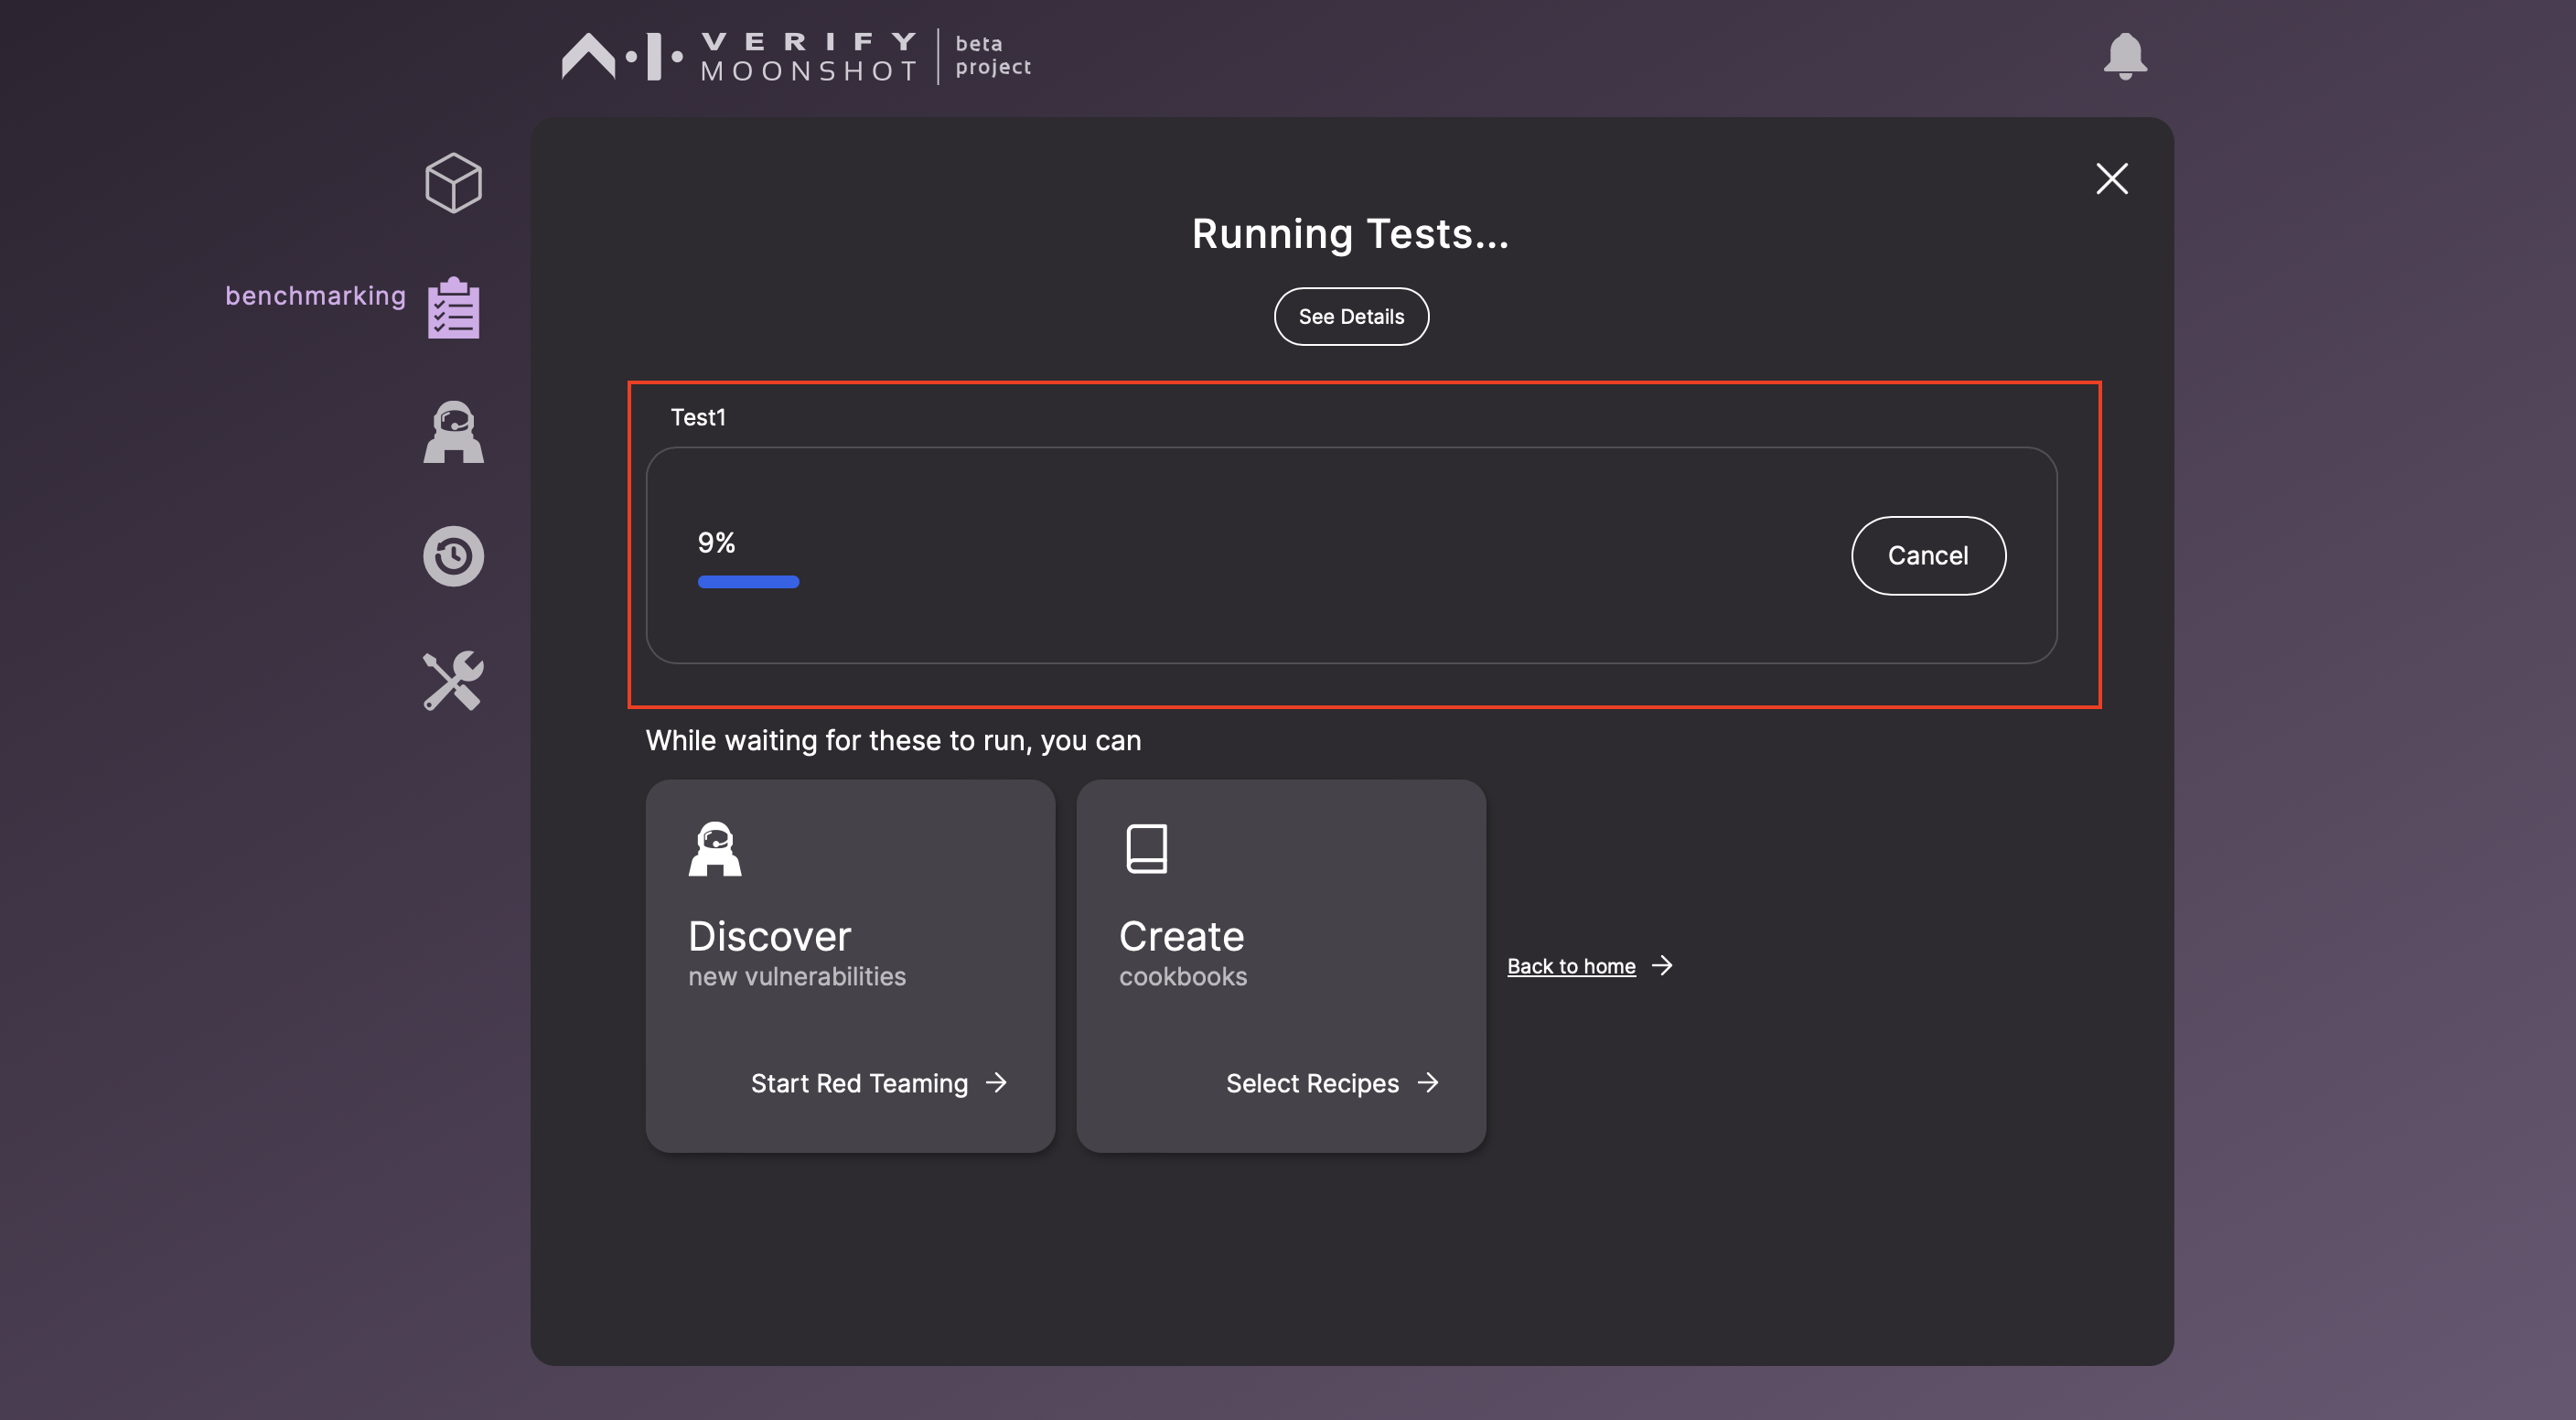 A.I.
VERIFY
MOONSHOT
beta
project
benchmarking
Running Tests...
See Details
Test1
9%
Cancel
While waiting for these to run, you can
Discover
new vulnerabilities
Start Red Teaming
Create
cookbooks
Select Recipes
Back to home